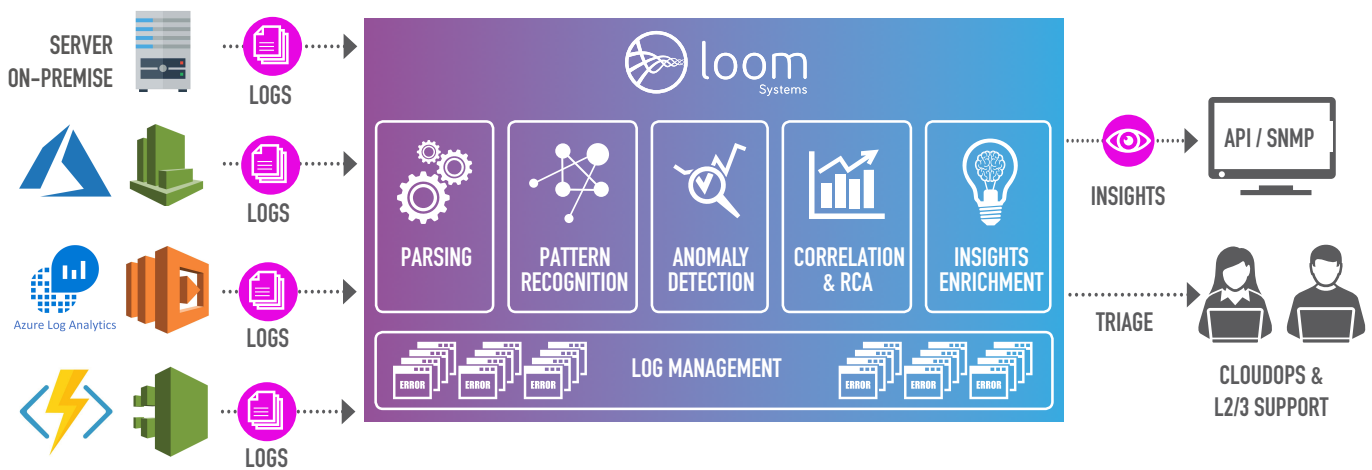 SERVER
ON-PREMISE
LOGS
LOGS
Azure Log Analytics
LOGS
LOGS
loom
Systems
PARSING
PATTERN
RECOGNITION
ANOMALY
DETECTION
CORRELATION
& RCA
INSIGHTS
ENRICHMENT
LOG MANAGEMENT
ERROR
ERROR
ERROR
ERROR
ERROR
ERROR
INSIGHTS
API / SNMP
TRIAGE
CLOUDOPS &
L2/3 SUPPORT